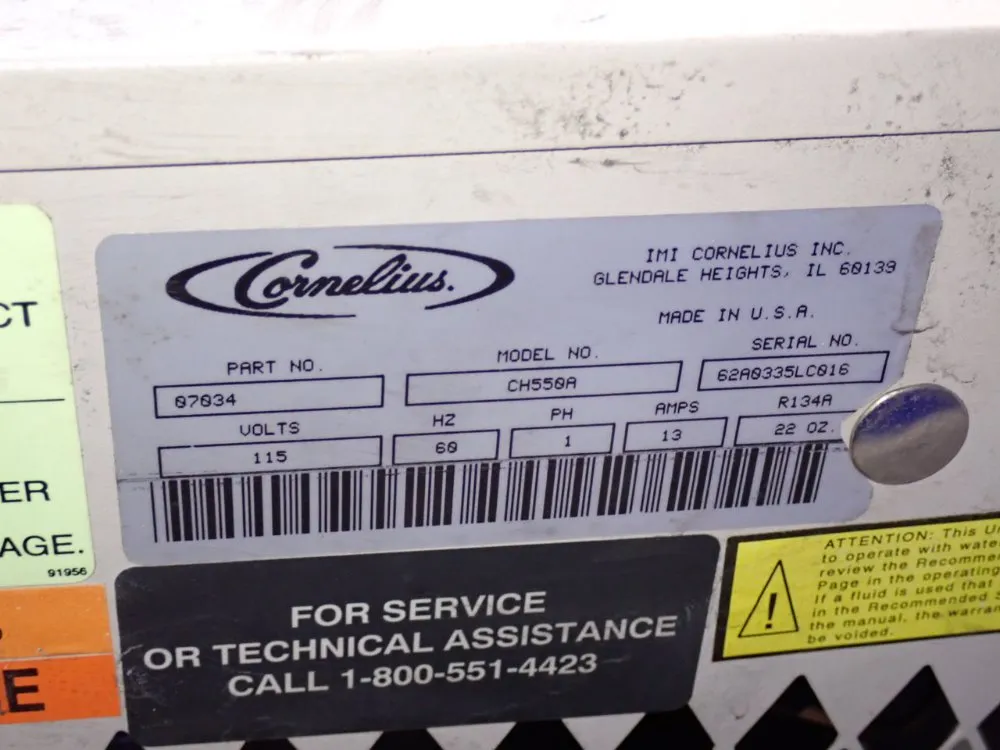 Cornelius.
IMI CORNELIUS INC.
GLENDALE HEIGHTS, IL 60139
MADE IN U.S.A.
PART NO. MODEL NO. SERIAL NO.
07034 CH550A 62A0335LC016
VOLTS HZ PH AMPS R134A
115 60 1 13 22 OZ.
FOR SERVICE
OR TECHNICAL ASSISTANCE
CALL 1-800-551-4423
CT
ER
AGE.
91956
E
ATTENTION: This
to operate with
review the
Page in the operating
If a fluid is used that
in the Recommended
the manual, the
be voided.
!